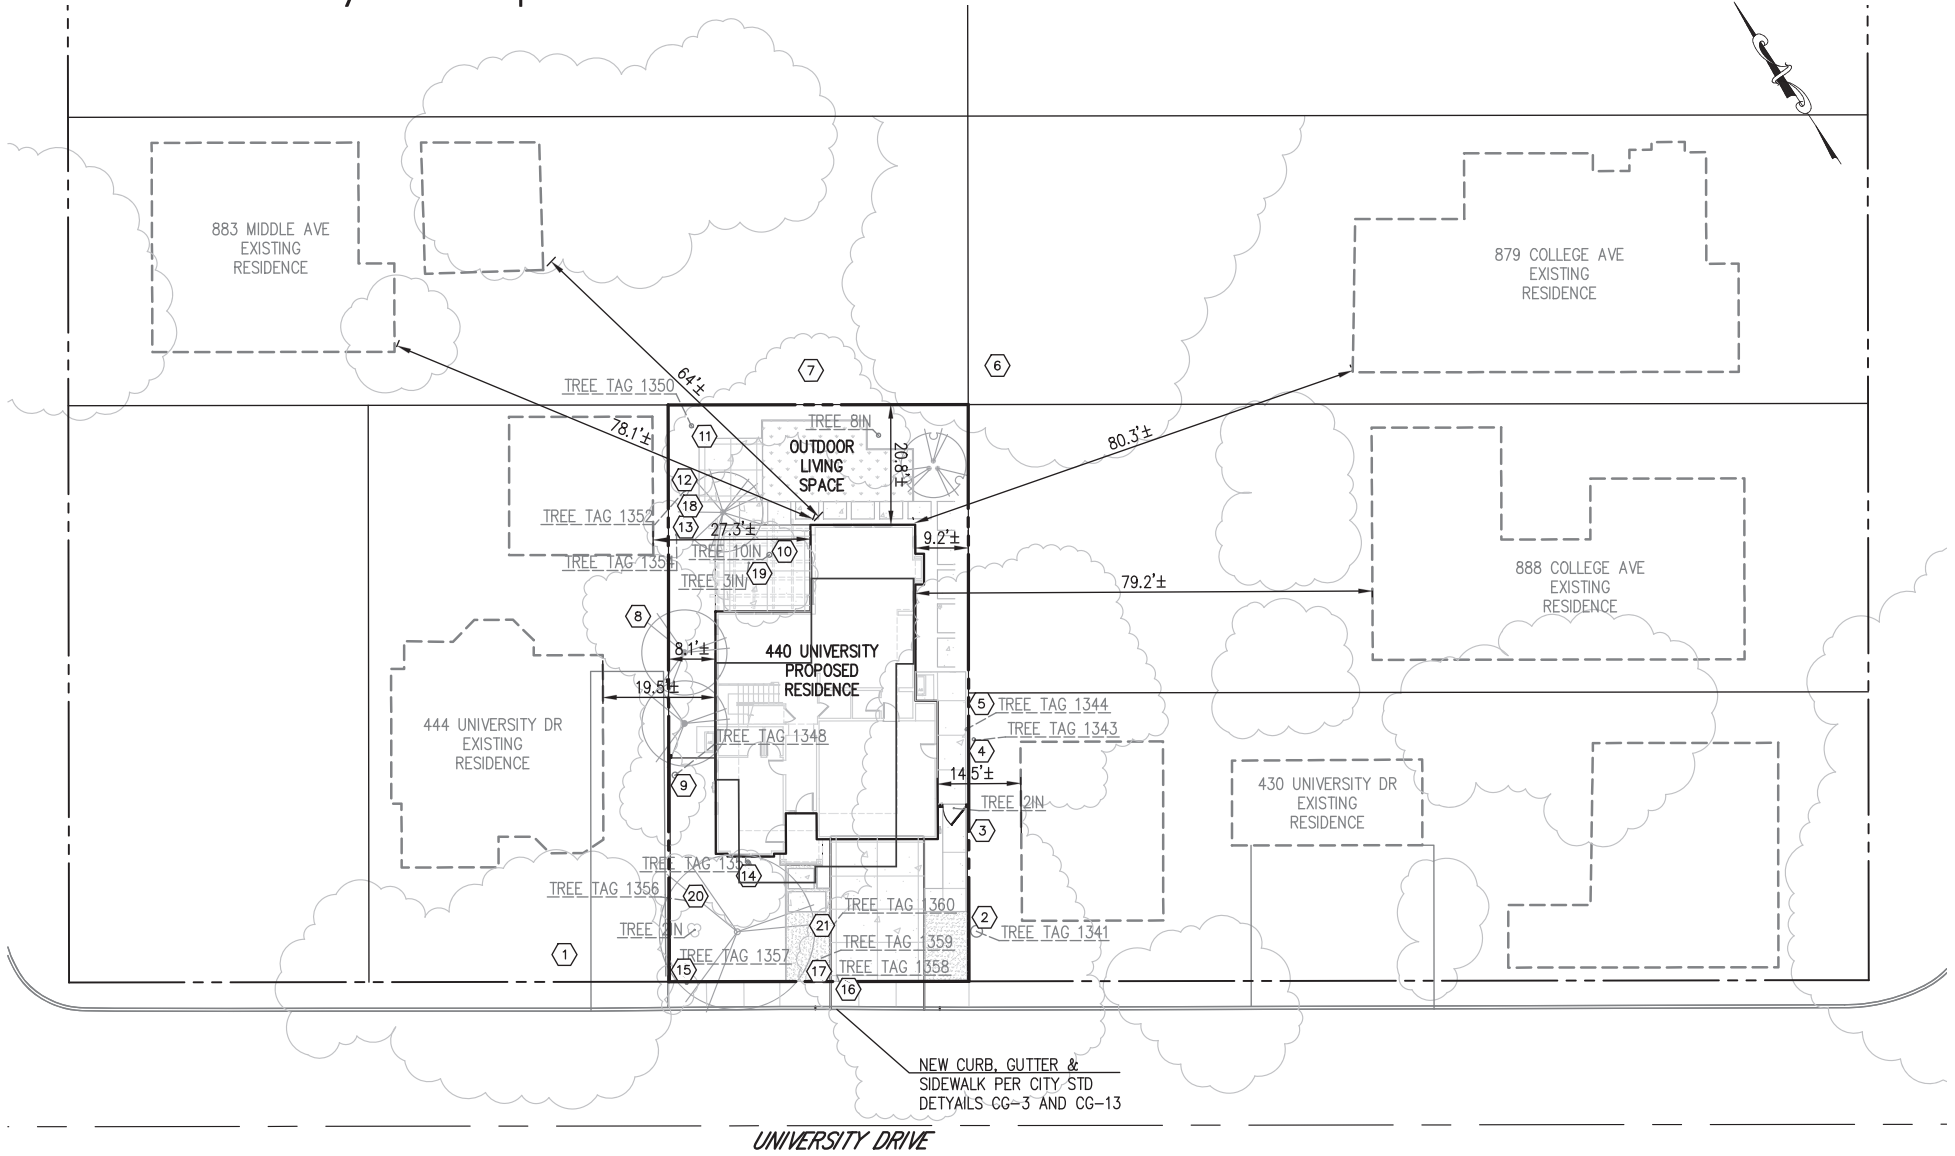 883 MIDDLE AVE
EXISTING
RESIDENCE
879 COLLEGE AVE
EXISTING
RESIDENCE
7
6
TREE TAG 1350
64'±
78.1'±
80.3'±
11
TREE 8IN
OUTDOOR
LIVING
SPACE
20.8'±
12
18
TREE TAG 1352
13
27.3'±
9.2'±
TREE 10IN
10
TREE TAG 1354
TREE 3IN
19
79.2'±
888 COLLEGE AVE
EXISTING
RESIDENCE
8
8.1'±
440 UNIVERSITY
PROPOSED
RESIDENCE
19.5'±
444 UNIVERSITY DR
EXISTING
RESIDENCE
5
TREE TAG 1344
TREE TAG 1343
4
TREE TAG 1348
9
14.5'±
430 UNIVERSITY DR
EXISTING
RESIDENCE
TREE 2IN
3
TREE TAG 135
14
TREE TAG 1356
20
TREE TAG 1360
2
TREE 2IN
21
TREE TAG 1341
1
TREE TAG 1359
TREE TAG 1357
15
17
TREE TAG 1358
16
NEW CURB, GUTTER &
SIDEWALK PER CITY STD
DETYAILS CG-3 AND CG-13
UNIVERSITY DRIVE